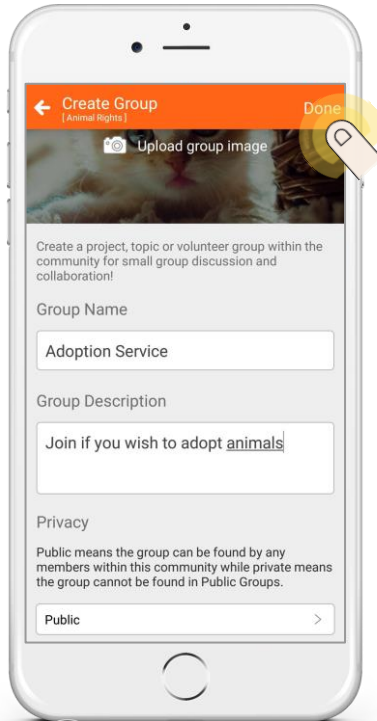 Create Group
[Animal Rights]
Done
Upload group image
Create a project, topic or volunteer group within the
community for small group discussion and
collaboration!
Group Name
Adoption Service
Group Description
Join if you wish to adopt animals
Privacy
Public means the group can be found by any
members within this community while private means
the group cannot be found in Public Groups.
Public